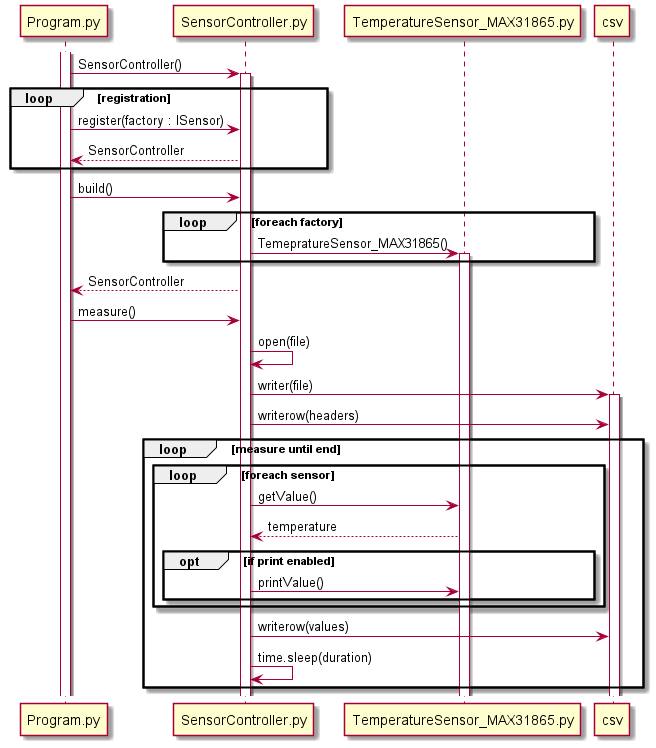 Program.py SensorController.py TemperatureSensor_MAX31865.py csv
SensorController()
loop [registration]
register(factory : ISensor)
SensorController
build()
loop [foreach factory]
TemepratureSensor_MAX31865()
SensorController
measure()
open(file)
writer(file)
writerow(headers)
loop [measure until end]
loop [foreach sensor]
getValue()
temperature
opt [if print enabled]
printValue()
writerow(values)
time.sleep(duration)
Program.py SensorController.py TemperatureSensor_MAX31865.py csv